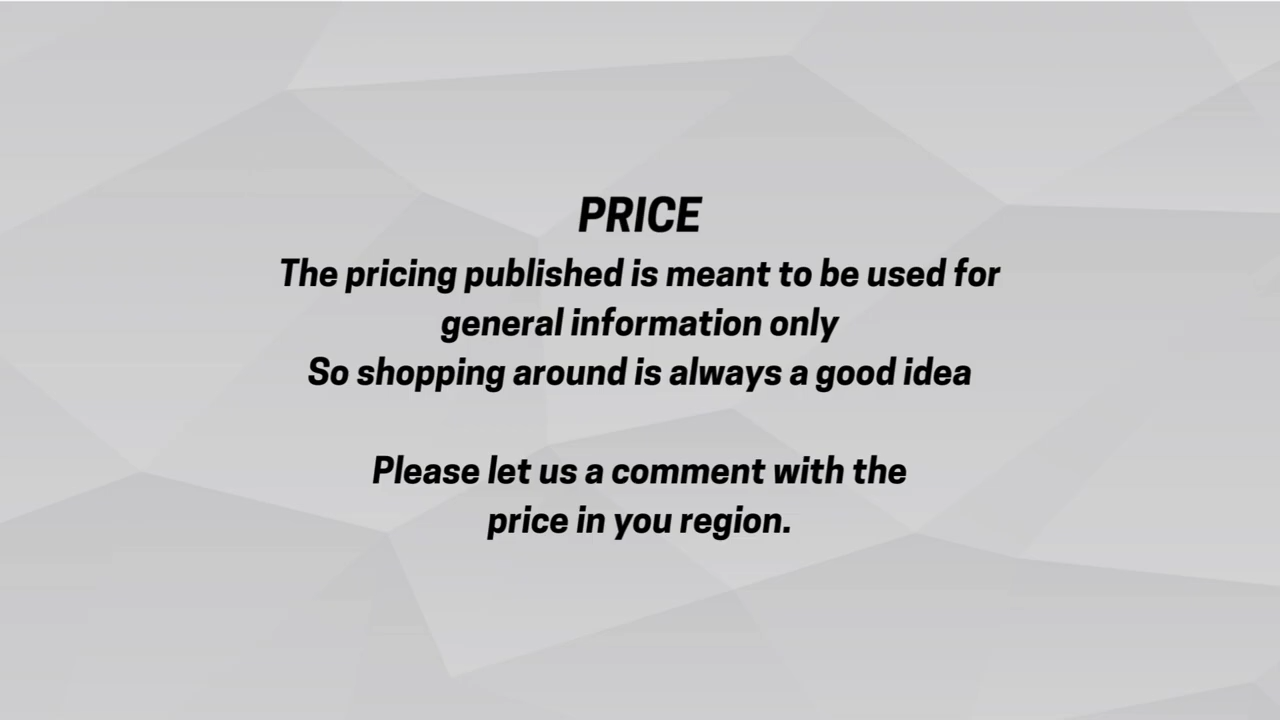 PRICE
The pricing published is meant to be used for
general information only
So shopping around is always a good idea
Please let us a comment with the
price in you region.